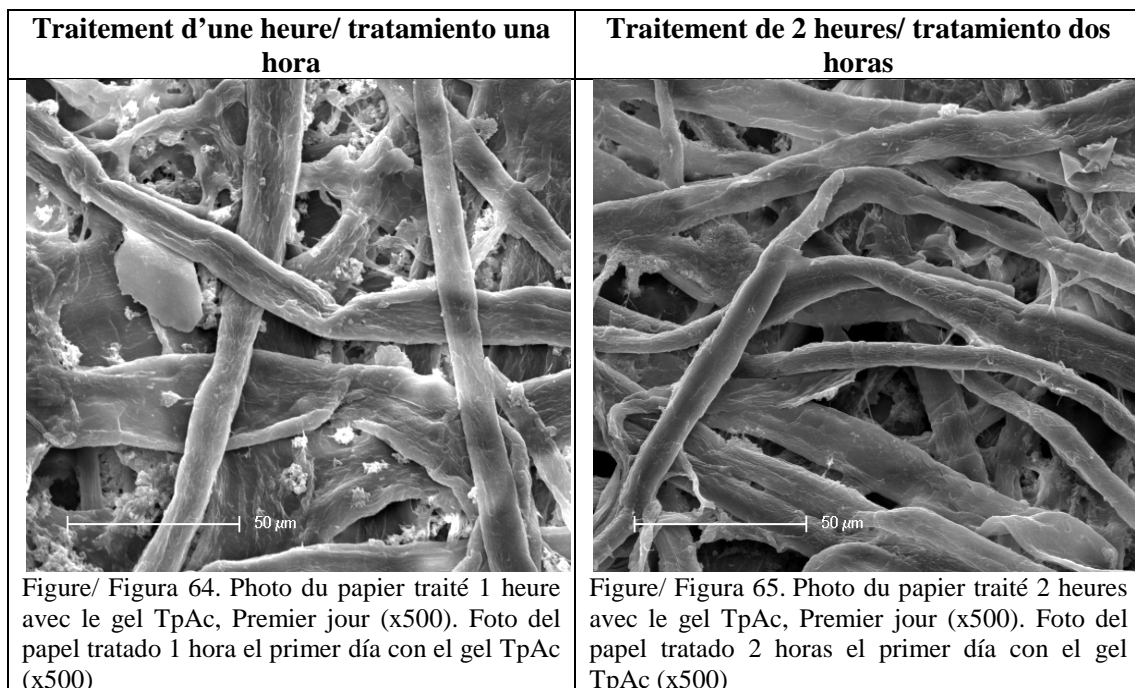 Traitement d’une heure/ tratamiento una
hora
Traitement de 2 heures/ tratamiento dos
horas
50 µm
50 µm
Figure/ Figura 64. Photo du papier traité 1 heure
avec le gel TpAc, Premier jour (x500). Foto del
papel tratado 1 hora el primer día con el gel TpAc
(x500)
Figure/ Figura 65. Photo du papier traité 2 heures
avec le gel TpAc, Premier jour (x500). Foto del
papel tratado 2 horas el primer día con el gel
TpAc (x500)